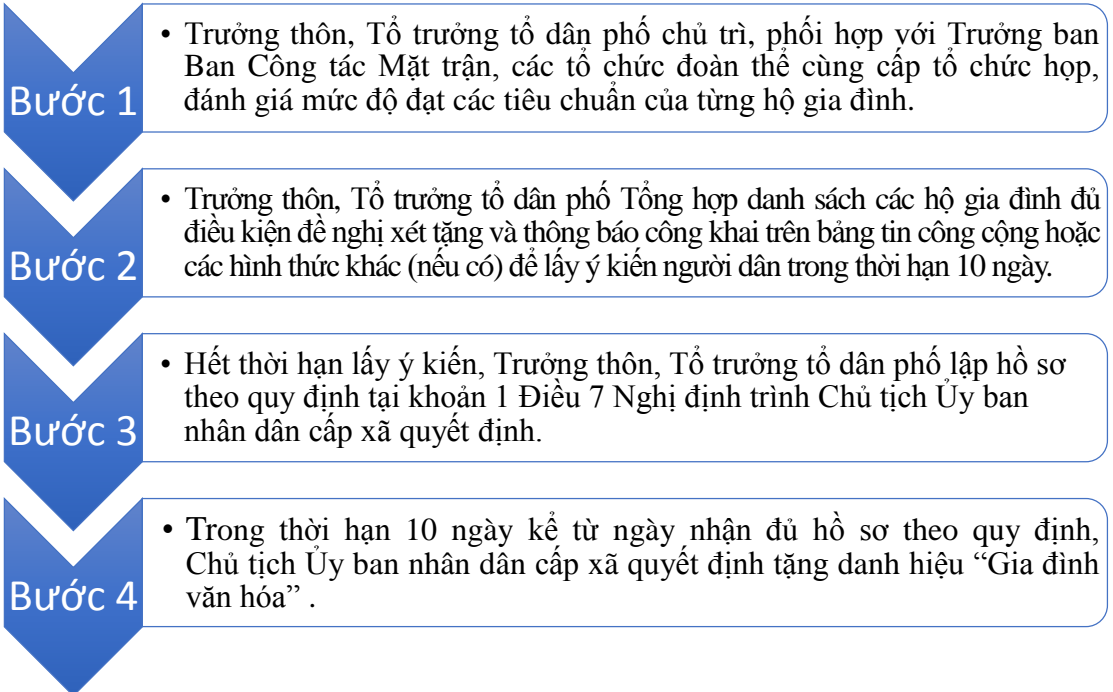 Bước 1
• Trưởng thôn, Tổ trưởng tổ dân phố chủ trì, phối hợp với Trưởng ban
Ban Công tác Mặt trận, các tổ chức đoàn thể cùng cấp tổ chức họp,
đánh giá mức độ đạt các tiêu chuẩn của từng hộ gia đình.
Bước 2
• Trưởng thôn, Tổ trưởng tổ dân phố Tổng hợp danh sách các hộ gia đình đủ
điều kiện đề nghị xét tặng và thông báo công khai trên bảng tin công cộng hoặc
các hình thức khác (nếu có) để lấy ý kiến người dân trong thời hạn 10 ngày.
Bước 3
• Hết thời hạn lấy ý kiến, Trưởng thôn, Tổ trưởng tổ dân phố lập hồ sơ
theo quy định tại khoản 1 Điều 7 Nghị định trình Chủ tịch Ủy ban
nhân dân cấp xã quyết định.
Bước 4
• Trong thời hạn 10 ngày kể từ ngày nhận đủ hồ sơ theo quy định,
Chủ tịch Ủy ban nhân dân cấp xã quyết định tặng danh hiệu “Gia đình
văn hóa” .